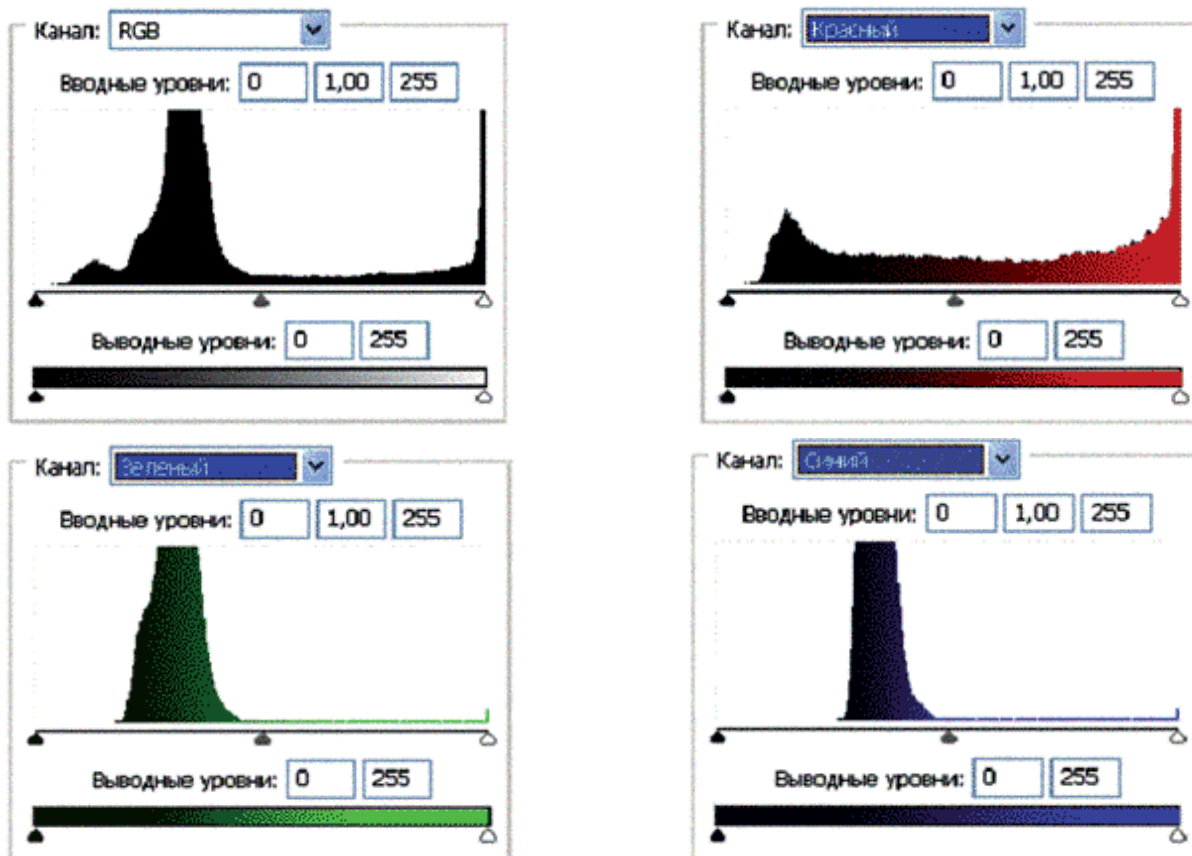 Канал: RGB
Вводные уровни: 0 1,00 255
Выводные уровни: 0 255
Канал: Красный
Вводные уровни: 0 1,00 255
Выводные уровни: 0 255
Канал: Зеленый
Вводные уровни: 0 1,00 255
Выводные уровни: 0 255
Канал: Синий
Вводные уровни: 0 1,00 255
Выводные уровни: 0 255